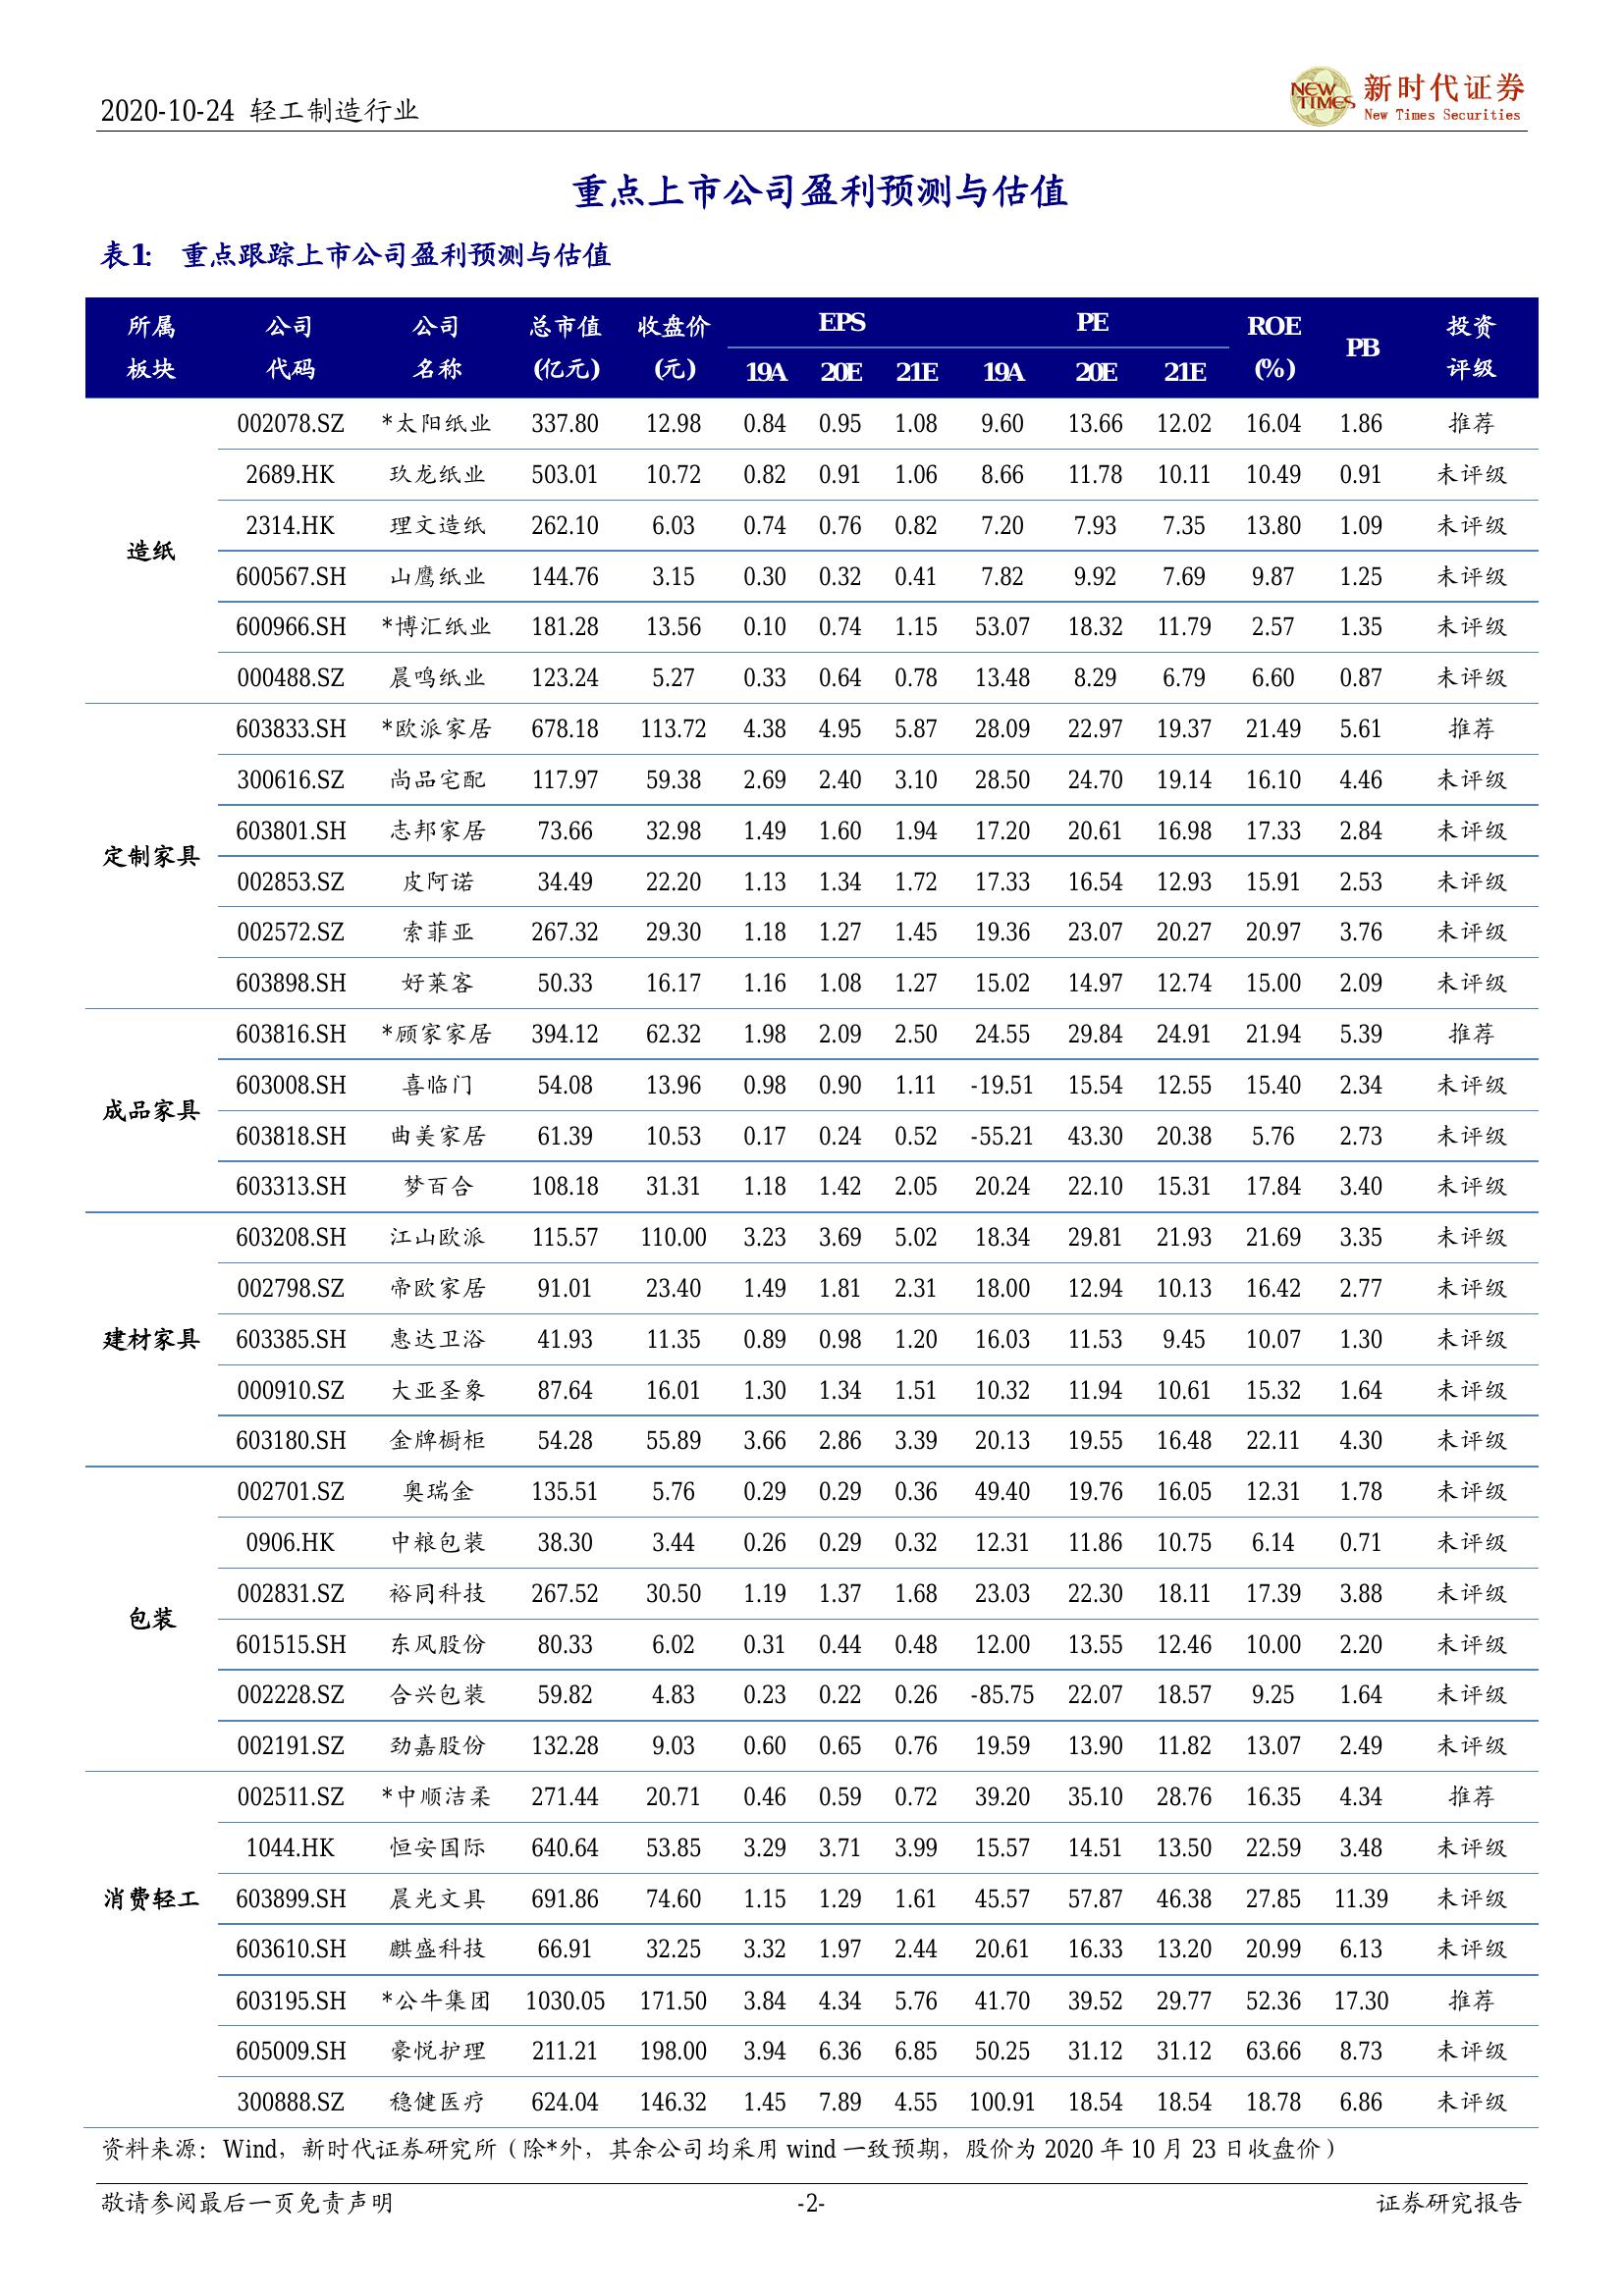 2020-10-24 轻工制造行业
NEW TIMES 新时代证券
New Times Securities
重点上市公司盈利预测与估值
表1： 重点跟踪上市公司盈利预测与估值
所属板块 公司代码 公司名称 总市值(亿元) 收盘价(元) EPS PE ROE(%) PB 投资评级
19A 20E 21E 19A 20E 21E
造纸
002078.SZ *太阳纸业 337.80 12.98 0.84 0.95 1.08 9.60 13.66 12.02 16.04 1.86 推荐
2689.HK 玖龙纸业 503.01 10.72 0.82 0.91 1.06 8.66 11.78 10.11 10.49 0.91 未评级
2314.HK 理文造纸 262.10 6.03 0.74 0.76 0.82 7.20 7.93 7.35 13.80 1.09 未评级
600567.SH 山鹰纸业 144.76 3.15 0.30 0.32 0.41 7.82 9.92 7.69 9.87 1.25 未评级
600966.SH *博汇纸业 181.28 13.56 0.10 0.74 1.15 53.07 18.32 11.79 2.57 1.35 未评级
000488.SZ 晨鸣纸业 123.24 5.27 0.33 0.64 0.78 13.48 8.29 6.79 6.60 0.87 未评级
定制家具
603833.SH *欧派家居 678.18 113.72 4.38 4.95 5.87 28.09 22.97 19.37 21.49 5.61 推荐
300616.SZ 尚品宅配 117.97 59.38 2.69 2.40 3.10 28.50 24.70 19.14 16.10 4.46 未评级
603801.SH 志邦家居 73.66 32.98 1.49 1.60 1.94 17.20 20.61 16.98 17.33 2.84 未评级
002853.SZ 皮阿诺 34.49 22.20 1.13 1.34 1.72 17.33 16.54 12.93 15.91 2.53 未评级
002572.SZ 索菲亚 267.32 29.30 1.18 1.27 1.45 19.36 23.07 20.27 20.97 3.76 未评级
603898.SH 好莱客 50.33 16.17 1.16 1.08 1.27 15.02 14.97 12.74 15.00 2.09 未评级
成品家具
603816.SH *顾家家居 394.12 62.32 1.98 2.09 2.50 24.55 29.84 24.91 21.94 5.39 推荐
603008.SH 喜临门 54.08 13.96 0.98 0.90 1.11 -19.51 15.54 12.55 15.40 2.34 未评级
603818.SH 曲美家居 61.39 10.53 0.17 0.24 0.52 -55.21 43.30 20.38 5.76 2.73 未评级
603313.SH 梦百合 108.18 31.31 1.18 1.42 2.05 20.24 22.10 15.31 17.84 3.40 未评级
建材家具
603208.SH 江山欧派 115.57 110.00 3.23 3.69 5.02 18.34 29.81 21.93 21.69 3.35 未评级
002798.SZ 帝欧家居 91.01 23.40 1.49 1.81 2.31 18.00 12.94 10.13 16.42 2.77 未评级
603385.SH 惠达卫浴 41.93 11.35 0.89 0.98 1.20 16.03 11.53 9.45 10.07 1.30 未评级
000910.SZ 大亚圣象 87.64 16.01 1.30 1.34 1.51 10.32 11.94 10.61 15.32 1.64 未评级
603180.SH 金牌橱柜 54.28 55.89 3.66 2.86 3.39 20.13 19.55 16.48 22.11 4.30 未评级
包装
002701.SZ 奥瑞金 135.51 5.76 0.29 0.29 0.36 49.40 19.76 16.05 12.31 1.78 未评级
0906.HK 中粮包装 38.30 3.44 0.26 0.29 0.32 12.31 11.86 10.75 6.14 0.71 未评级
002831.SZ 裕同科技 267.52 30.50 1.19 1.37 1.68 23.03 22.30 18.11 17.39 3.88 未评级
601515.SH 东风股份 80.33 6.02 0.31 0.44 0.48 12.00 13.55 12.46 10.00 2.20 未评级
002228.SZ 合兴包装 59.82 4.83 0.23 0.22 0.26 -85.75 22.07 18.57 9.25 1.64 未评级
002191.SZ 劲嘉股份 132.28 9.03 0.60 0.65 0.76 19.59 13.90 11.82 13.07 2.49 未评级
消费轻工
002511.SZ *中顺洁柔 271.44 20.71 0.46 0.59 0.72 39.20 35.10 28.76 16.35 4.34 推荐
1044.HK 恒安国际 640.64 53.85 3.29 3.71 3.99 15.57 14.51 13.50 22.59 3.48 未评级
603899.SH 晨光文具 691.86 74.60 1.15 1.29 1.61 45.57 57.87 46.38 27.85 11.39 未评级
603610.SH 麒盛科技 66.91 32.25 3.32 1.97 2.44 20.61 16.33 13.20 20.99 6.13 未评级
603195.SH *公牛集团 1030.05 171.50 3.84 4.34 5.76 41.70 39.52 29.77 52.36 17.30 推荐
605009.SH 豪悦护理 211.21 198.00 3.94 6.36 6.85 50.25 31.12 31.12 63.66 8.73 未评级
300888.SZ 稳健医疗 624.04 146.32 1.45 7.89 4.55 100.91 18.54 18.54 18.78 6.86 未评级
资料来源：Wind，新时代证券研究所（除*外，其余公司均采用 wind 一致预期，股价为 2020 年 10 月 23 日收盘价）
敬请参阅最后一页免责声明 -2- 证券研究报告